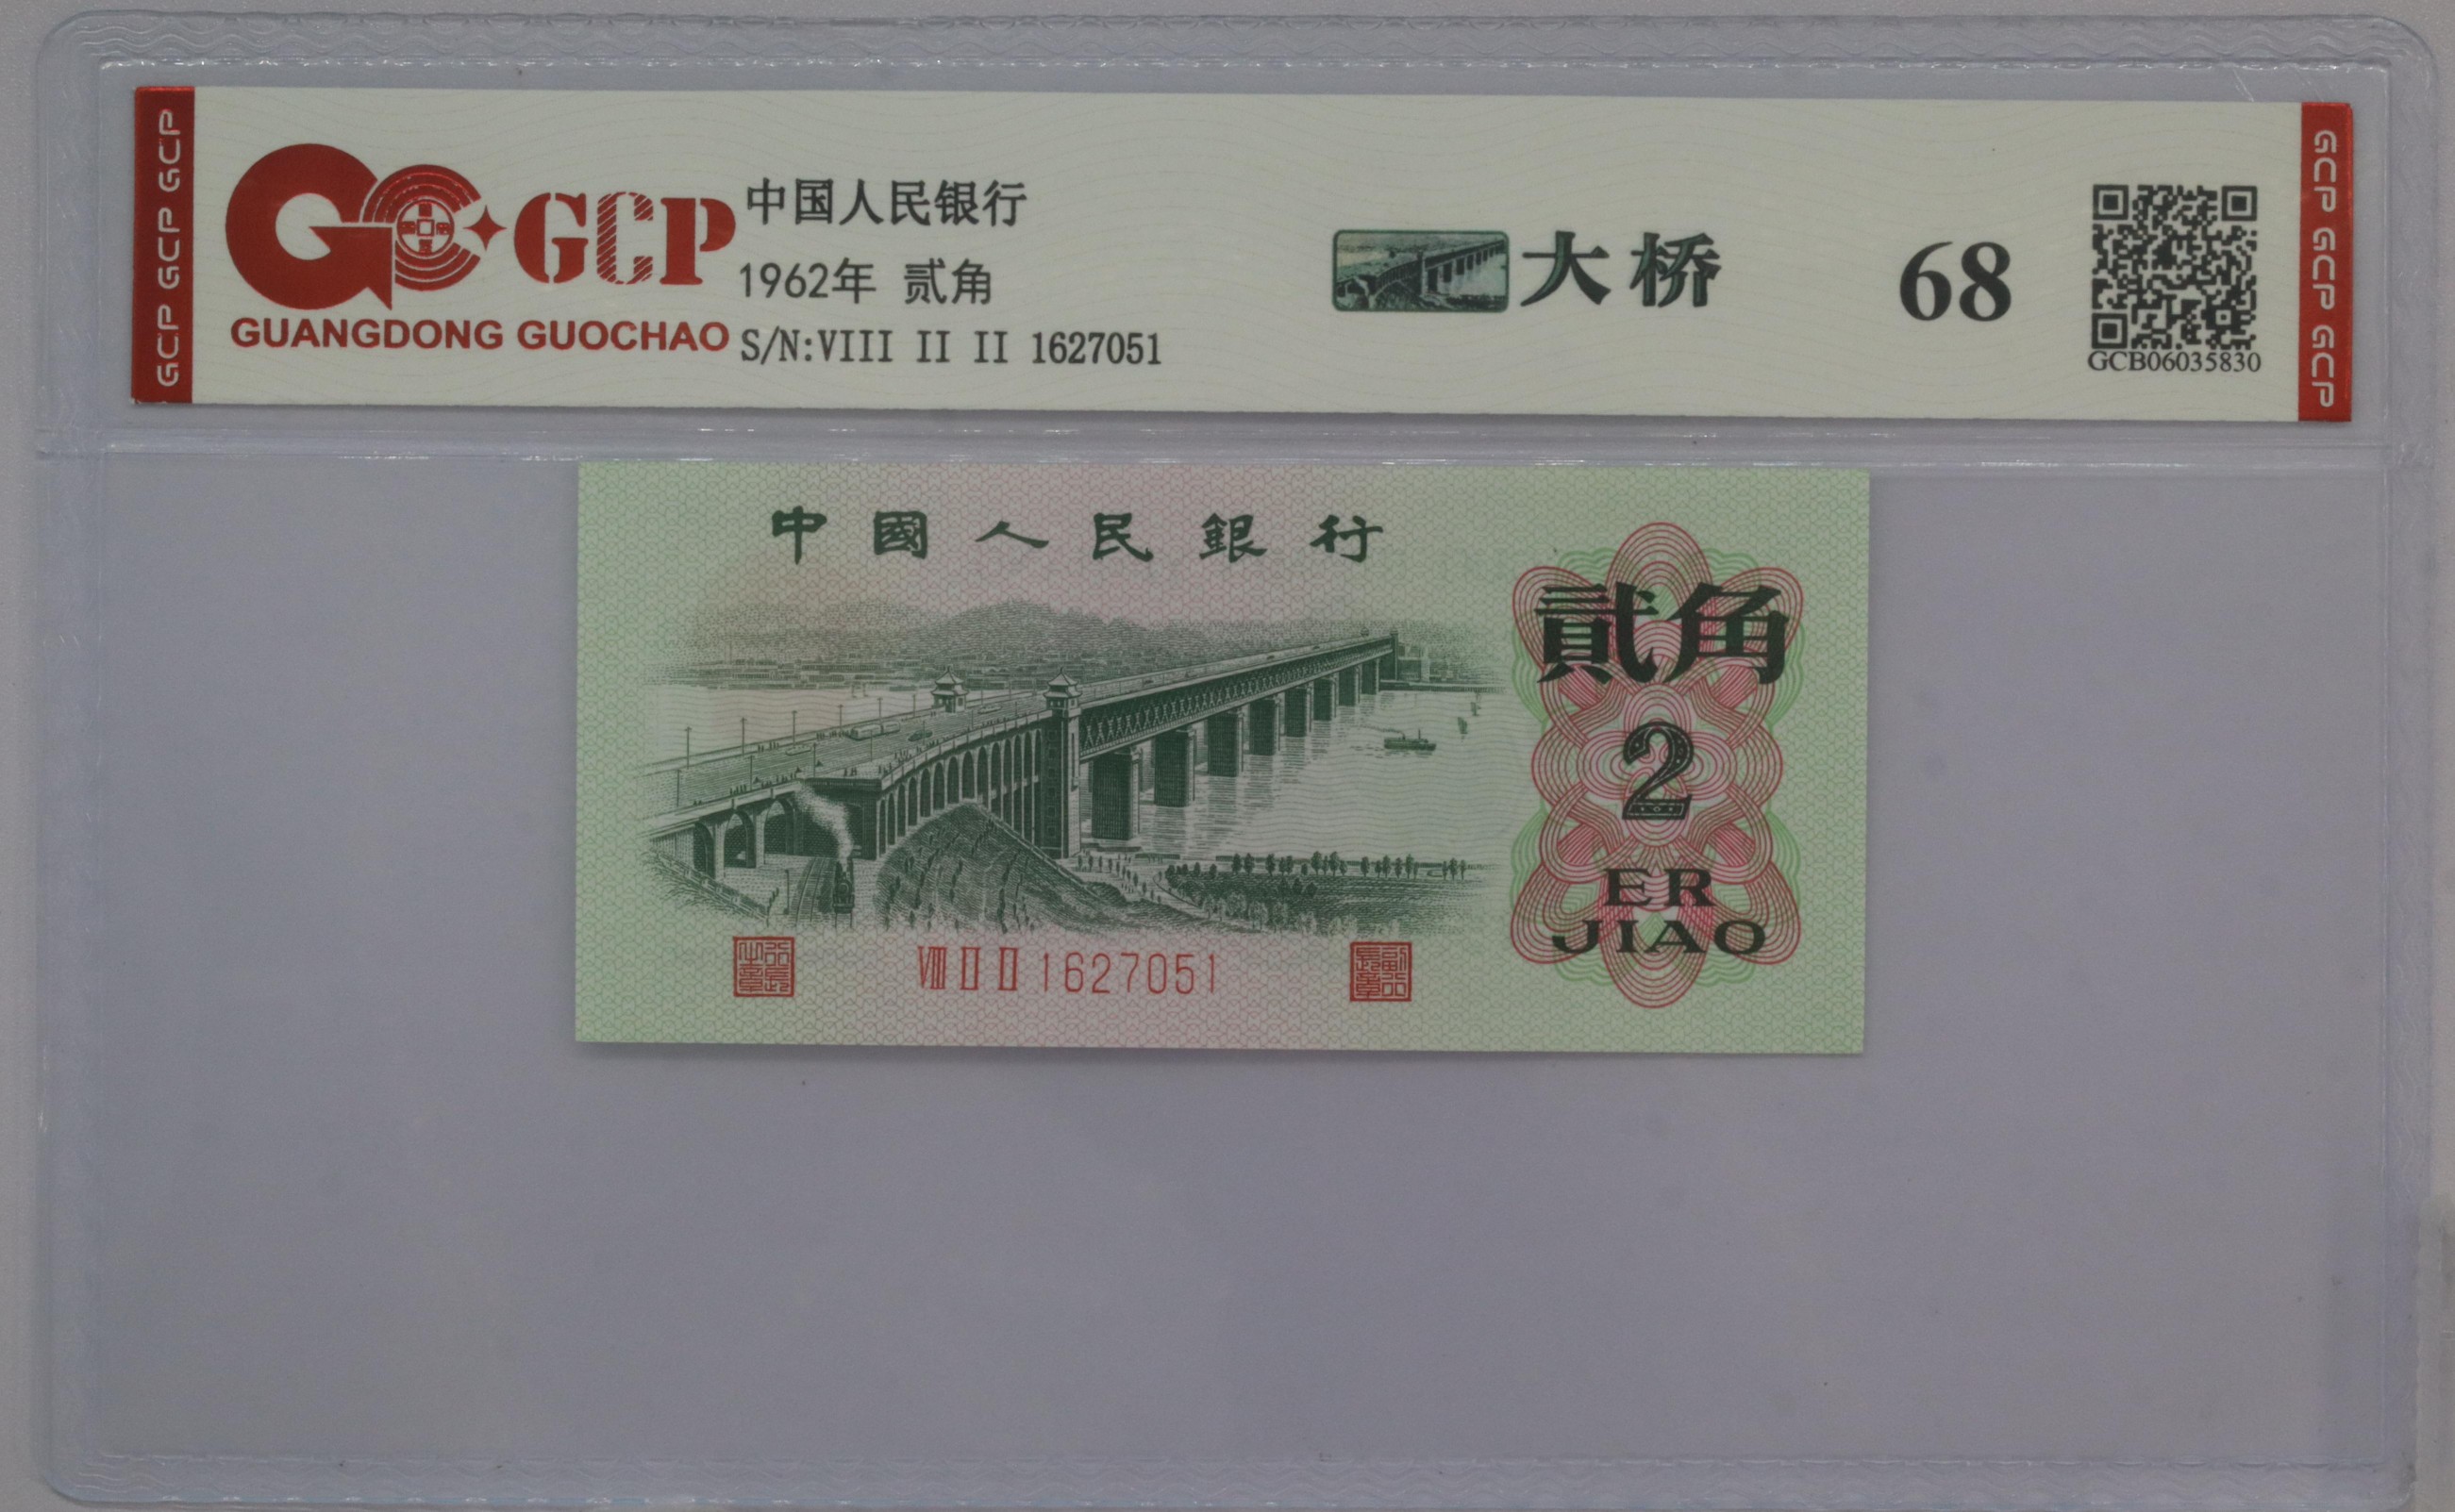 GCP GCP GCP
GCP
GUANGDONG GUOCHAO
中国人民银行
1962年 贰角
S/N:VIII II II 1627051
大桥
68
GCB06035830
GCP GCP GCP
中國人民銀行
貳角
2
ER
JIAO
VIII II II 1627051